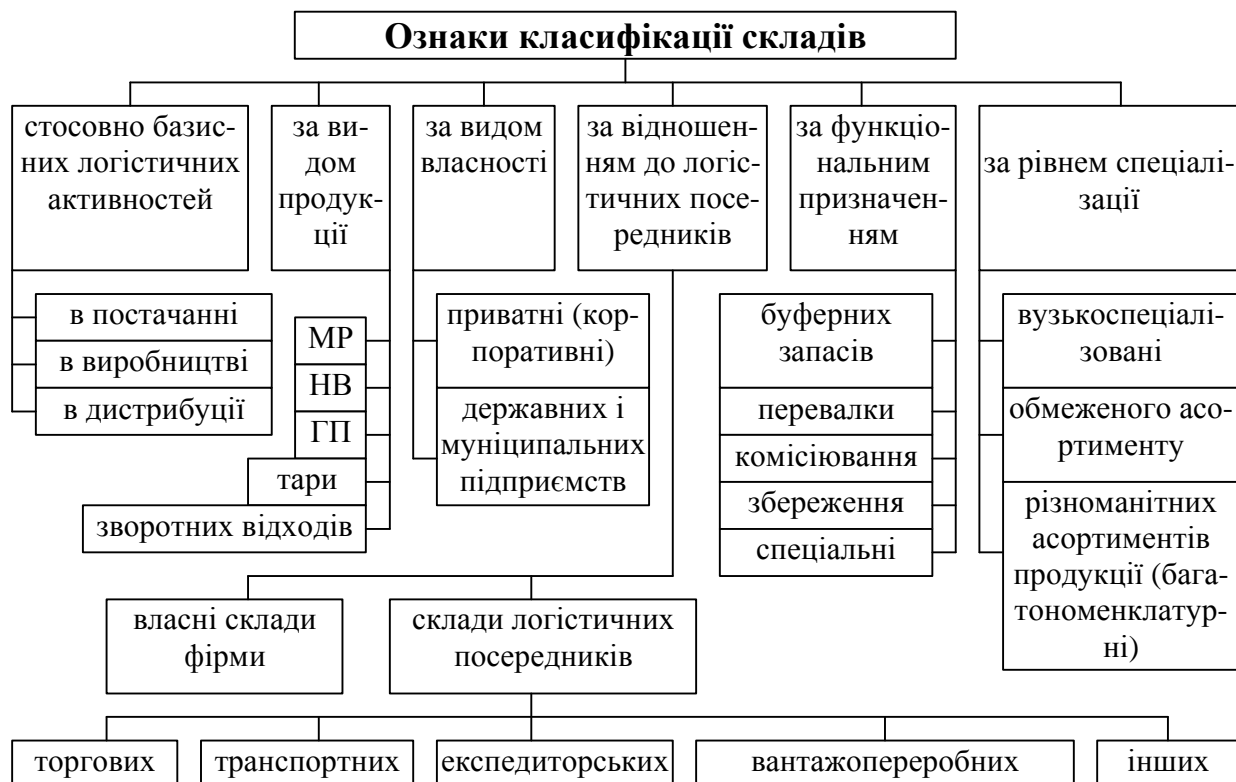 Ознаки класифікації складів
стосовно базис-
них логістичних
активностей
за ви-
дом
продук-
ції
за видом
власності
за відношен-
ням до логіс-
тичних посе-
редників
за функціо-
нальним
призначен-
ням
за рівнем спеціалі-
зації
в постачанні
в виробництві
в дистрибуції
МР
НВ
ГП
тари
зворотних відходів
приватні (кор-
поративні)
державних і
муніципальних
підприємств
буферних
запасів
перевалки
комісіювання
збереження
спеціальні
вузькоспеціалі-
зовані
обмеженого асо-
ртименту
різноманітних
асортиментів
продукції (бага-
тономенклатур-
ні)
власні склади
фірми
склади логістичних
посередників
торгових
транспортних
експедиторських
вантажопереробних
інших